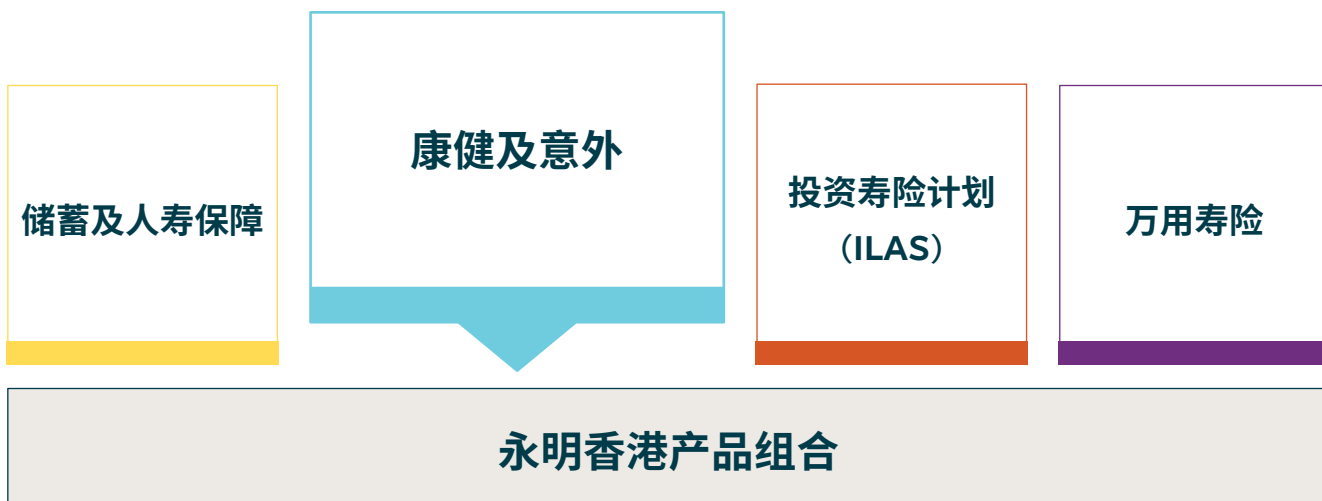 储蓄及人寿保障
康健及意外
投资寿险计划
（ILAS）
万用寿险
永明香港产品组合